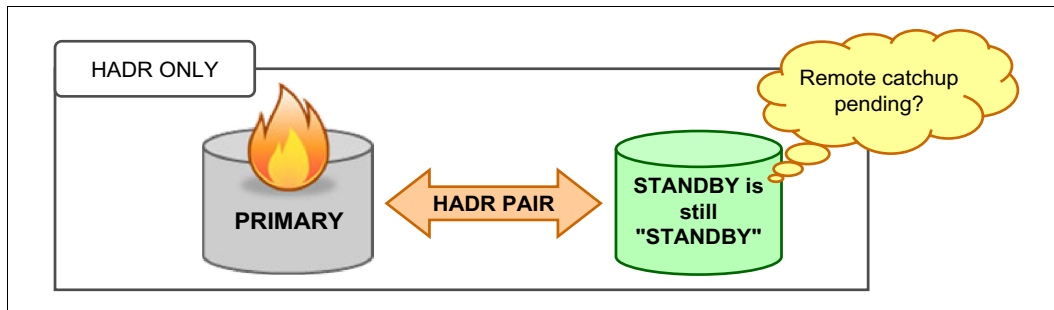 HADR ONLY
Remote catchup
pending?
PRIMARY
HADR PAIR
STANDBY is
still
"STANDBY"